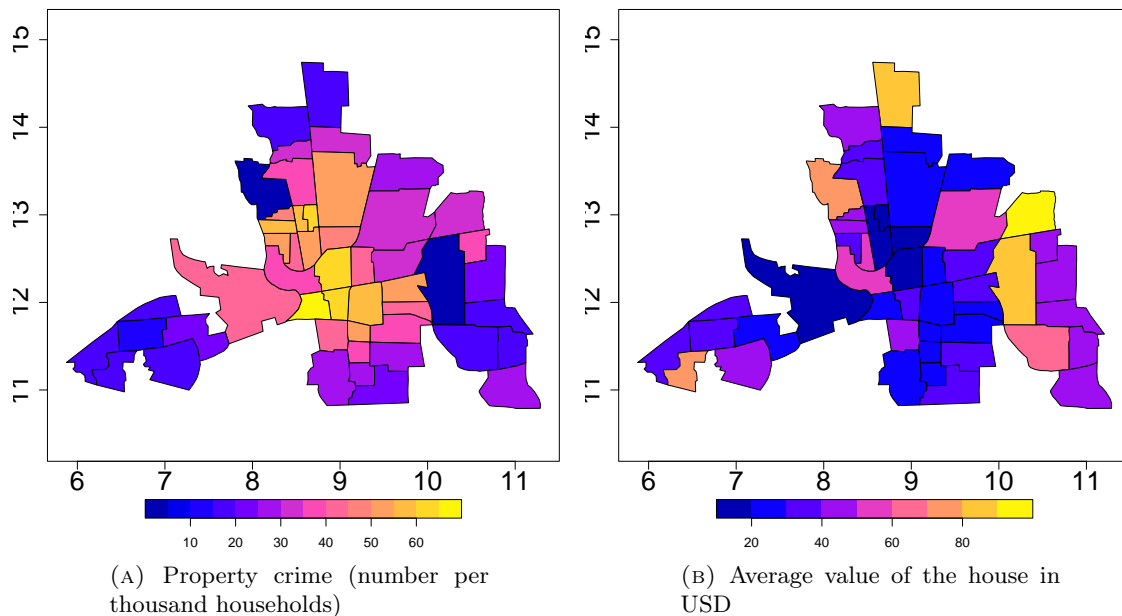 15
14
13
12
11
6 7 8 9 10 11
10 20 30 40 50 60
(A) Property crime (number per
thousand households)
15
14
13
12
11
6 7 8 9 10 11
20 40 60 80
(B) Average value of the house in
USD